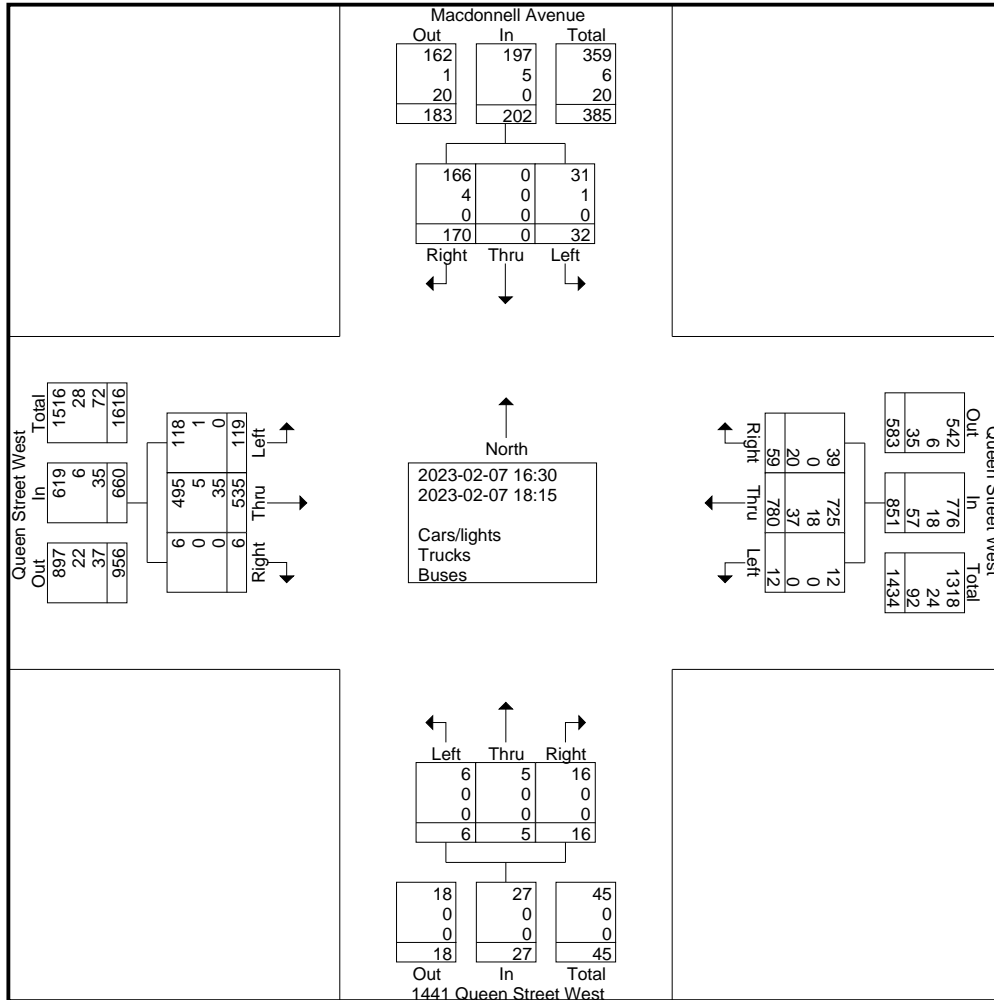 Macdonnell Avenue
Out In Total
162 197 359
1 5 6
20 0 20
183 202 385
166 0 31
4 0 1
0 0 0
170 0 32
Right Thru Left
Queen Street West
Total
1516
28
72
1616
In
619
6
35
660
Out
897
22
37
956
Left
118
1
0
119
Thru
495
5
35
535
Right
6
0
0
6
North
2023-02-07 16:30
2023-02-07 18:15
Cars/lights
Trucks
Buses
Right
39
0
20
59
Thru
725
18
37
780
Left
12
0
0
12
Queen Street West
Out
542
6
35
583
In
776
18
57
851
Total
1318
24
92
1434
Left Thru Right
6 5 16
0 0 0
0 0 0
6 5 16
18 27 45
0 0 0
0 0 0
18 27 45
Out In Total
1441 Queen Street West